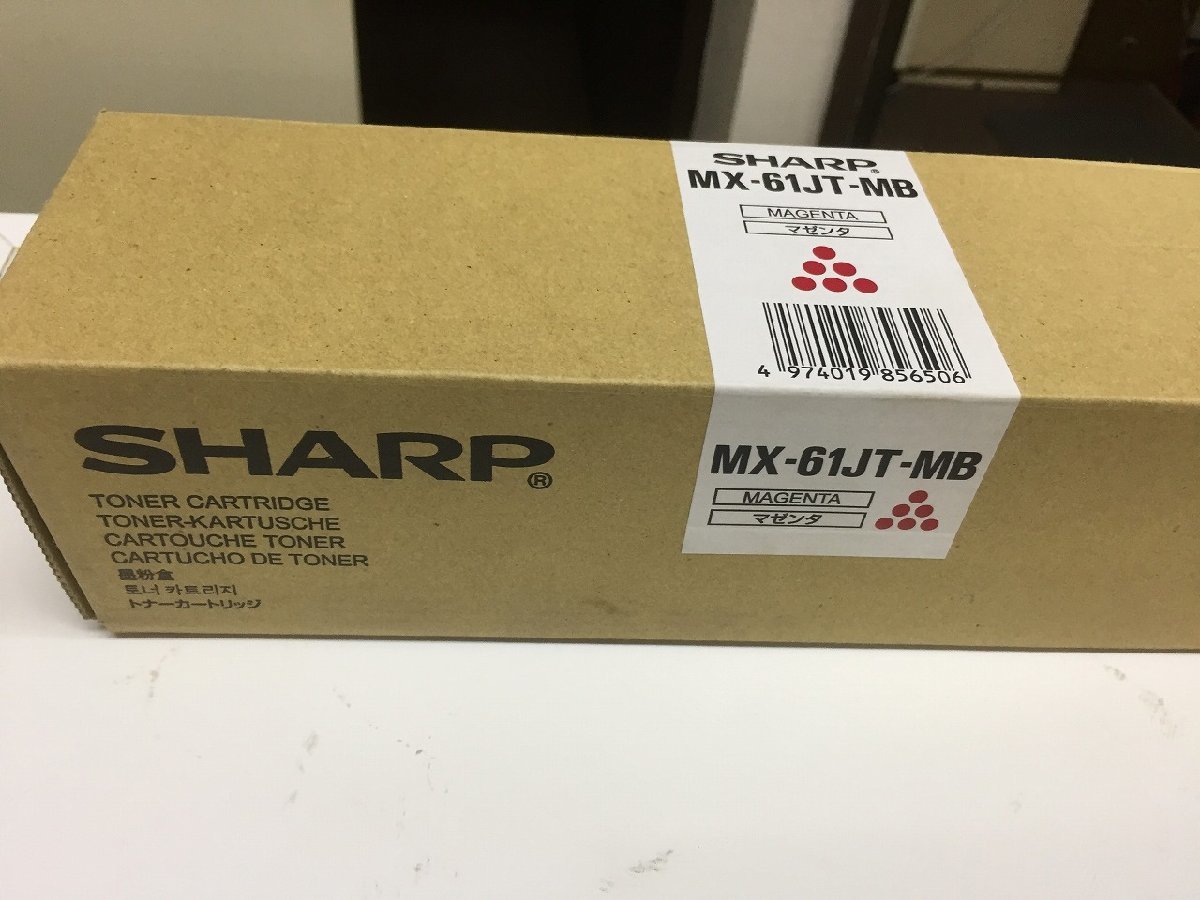 SHARP®
MX-61JT-MB
MAGENTA
マゼンタ
4 974019 856506
MX-61JT-MB
MAGENTA
マゼンタ
SHARP®
TONER CARTRIDGE
TONER-KARTUSCHE
CARTOUCHE TONER
CARTUCHO DE TONER
墨粉盒
토너 카트리지
トナーカートリッジ